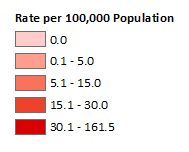 Rate per 100,000 Population
0.0
0.1 - 5.0
5.1 - 15.0
15.1 - 30.0
30.1 - 161.5